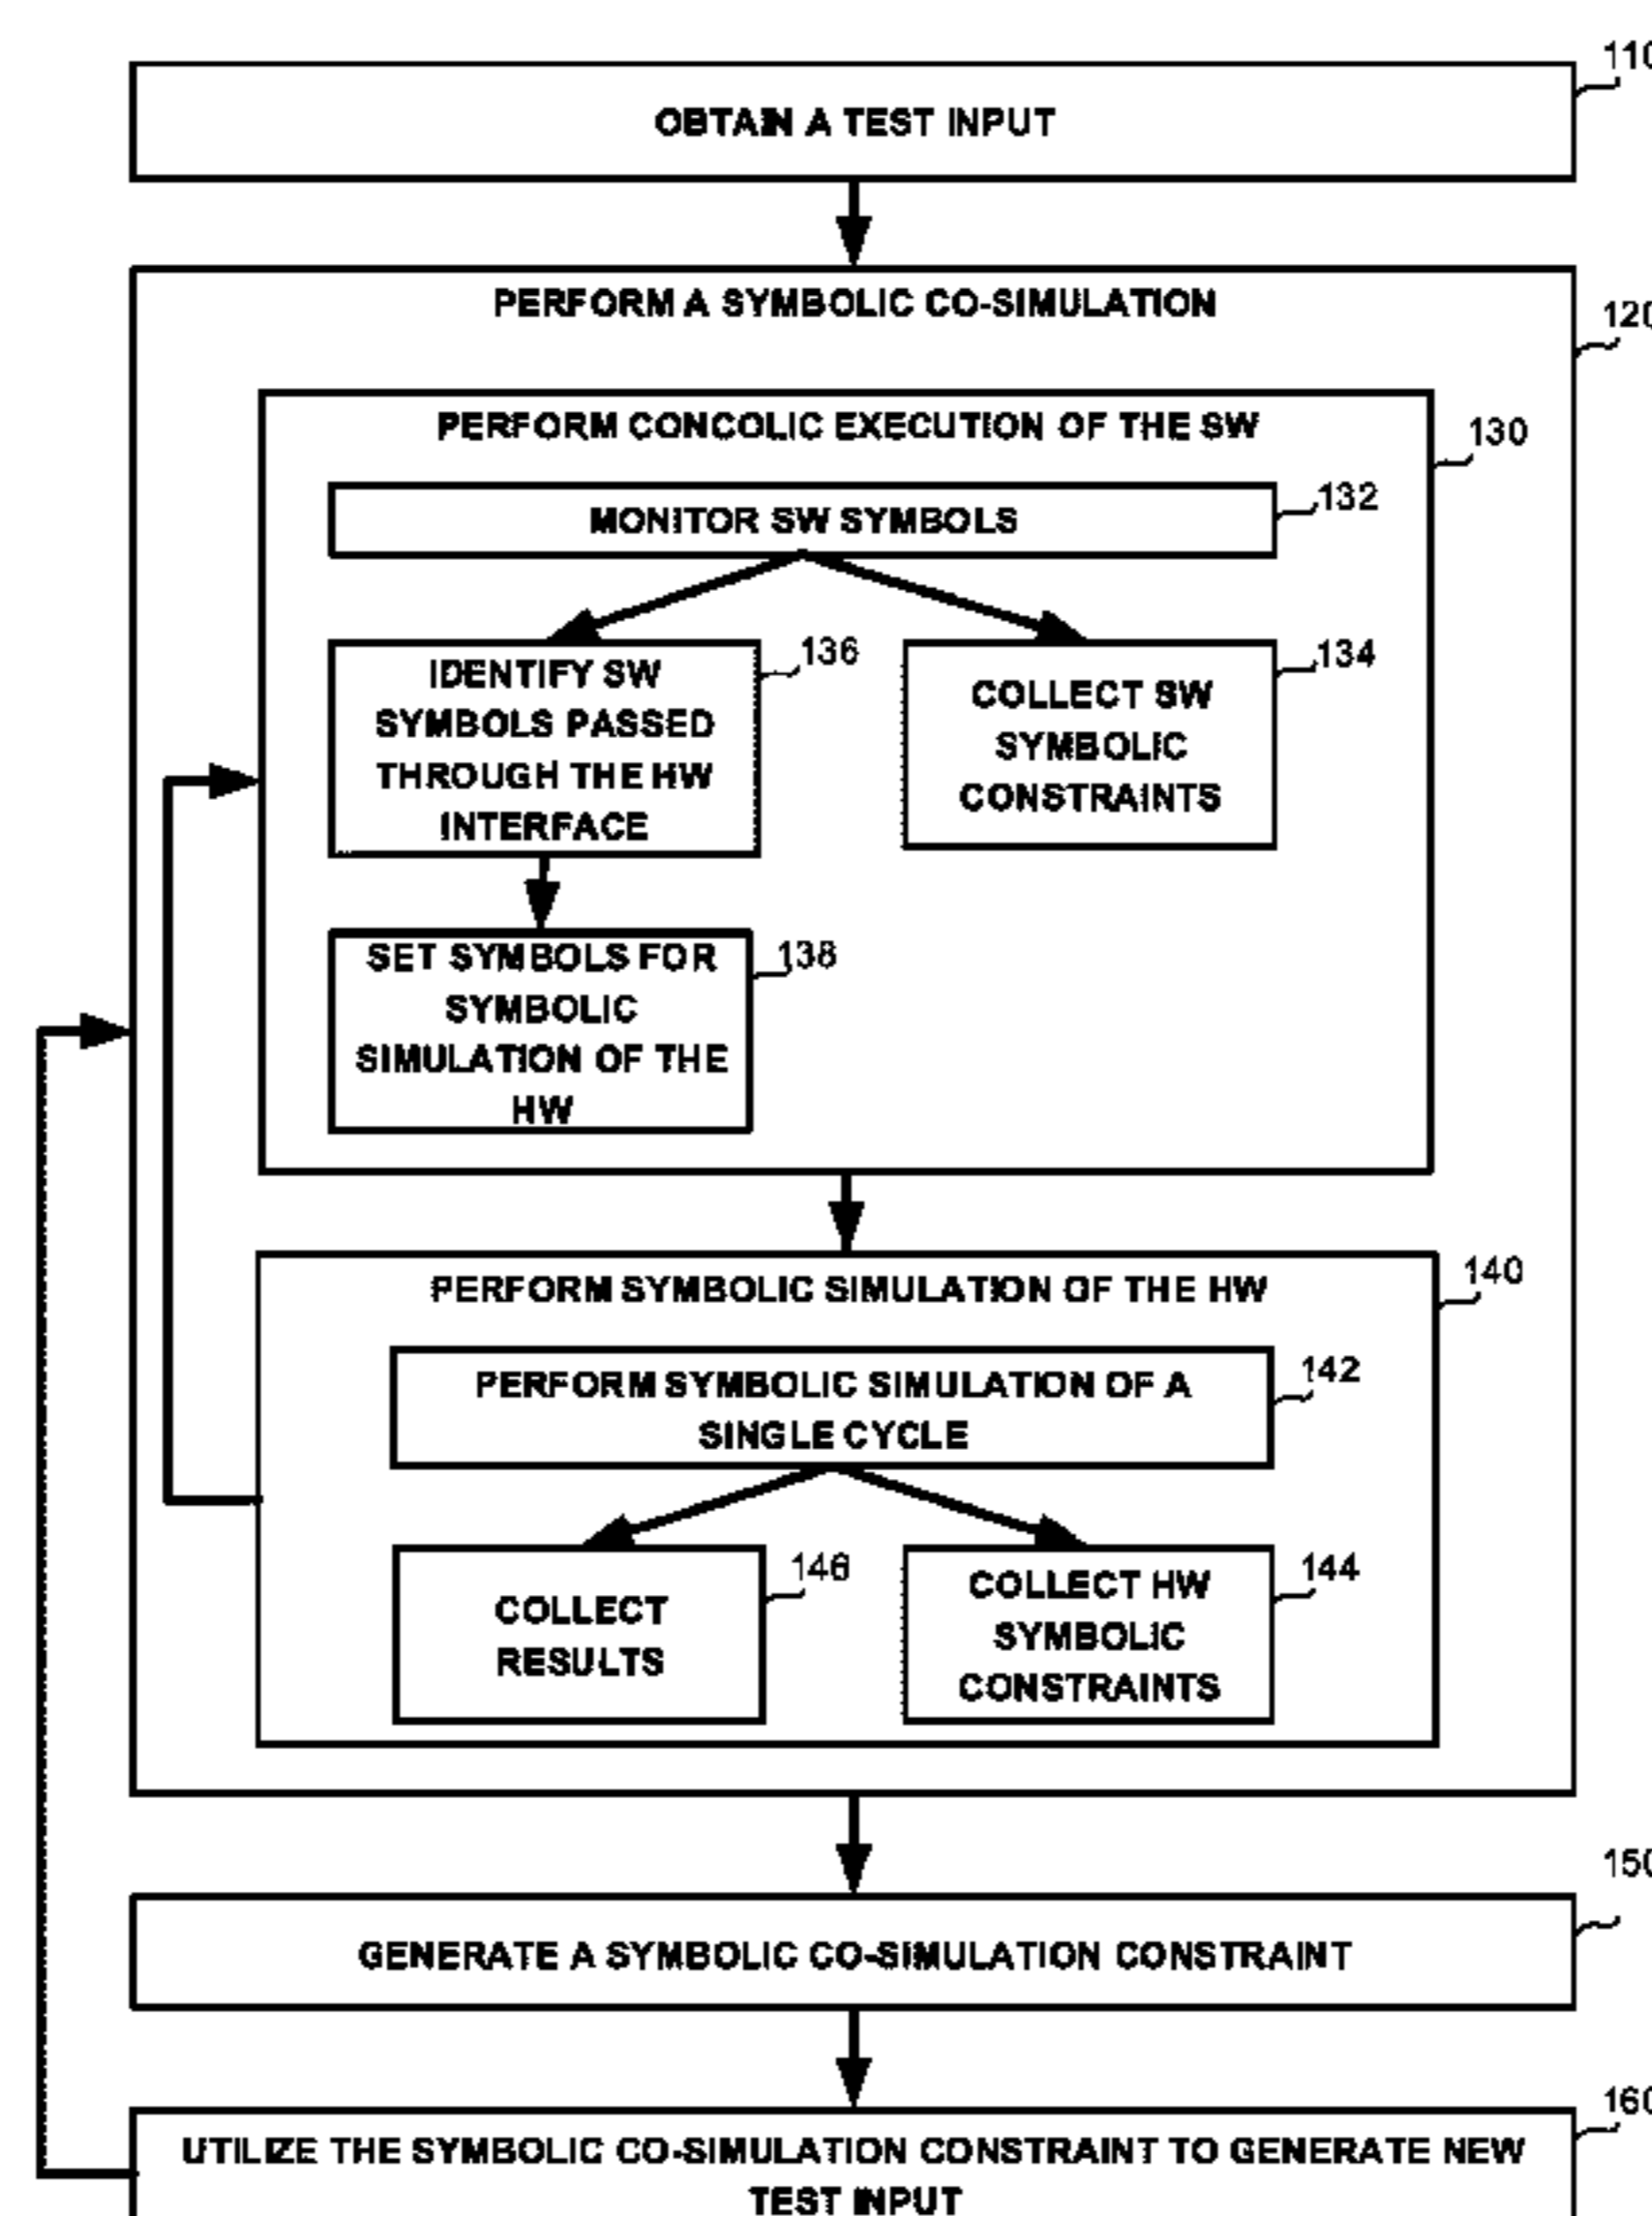 110
OBTAIN A TEST INPUT
PERFORM A SYMBOLIC CO-SIMULATION
120
PERFORM CONCOLIC EXECUTION OF THE SW
130
MONITOR SW SYMBOLS
132
IDENTIFY SW
SYMBOLS PASSED
THROUGH THE HW
INTERFACE
136
COLLECT SW
SYMBOLIC
CONSTRAINTS
134
SET SYMBOLS FOR
SYMBOLIC
SIMULATION OF THE
HW
138
PERFORM SYMBOLIC SIMULATION OF THE HW
140
PERFORM SYMBOLIC SIMULATION OF A
SINGLE CYCLE
142
COLLECT
RESULTS
146
COLLECT HW
SYMBOLIC
CONSTRAINTS
144
150
GENERATE A SYMBOLIC CO-SIMULATION CONSTRAINT
160
UTILIZE THE SYMBOLIC CO-SIMULATION CONSTRAINT TO GENERATE NEW
TEST INPUT